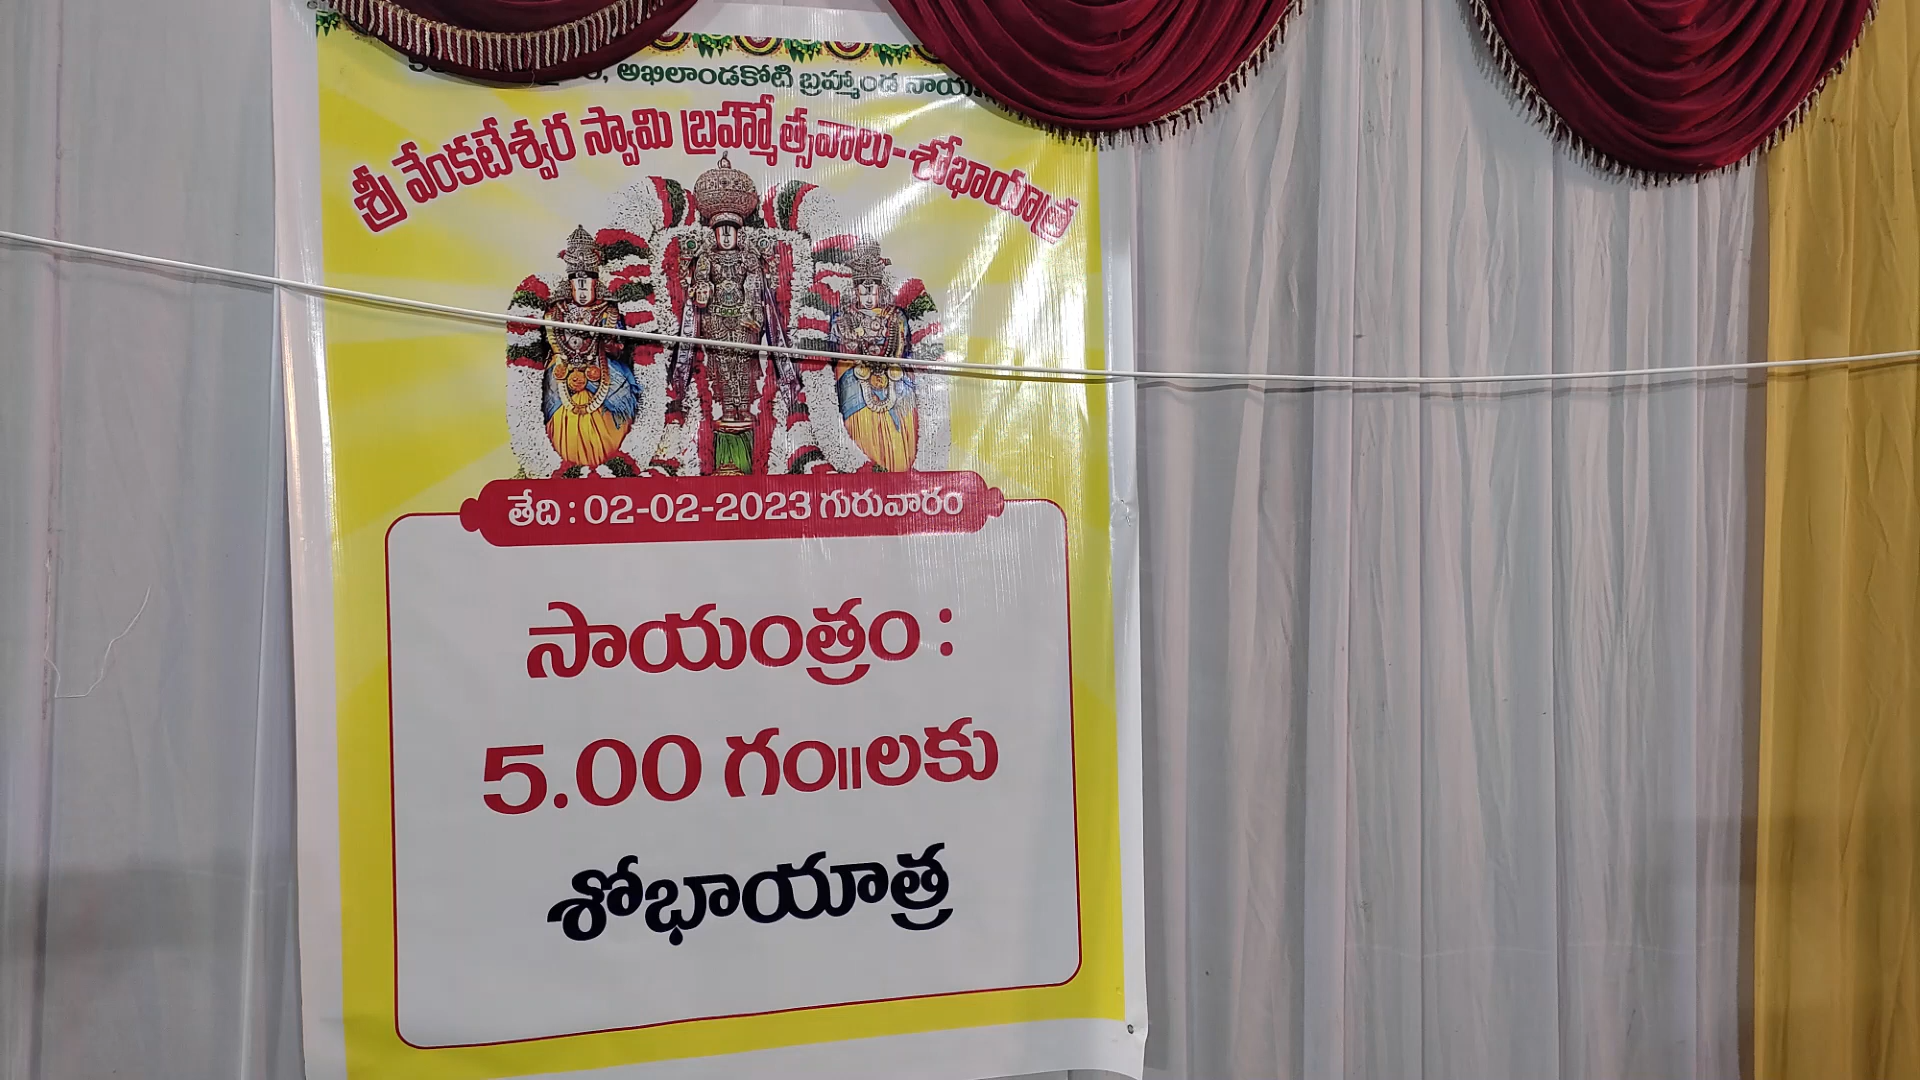 అఖిలాండకోటి బ్రహ్మాండ
శ్రీ వేంకటేశ్వర స్వామి బ్రహ్మోత్సవాలు-శోభాయాత్ర
తేది : 02-02-2023 గురువారం
సాయంత్రం :
5.00 గం॥లకు
శోభాయాత్ర